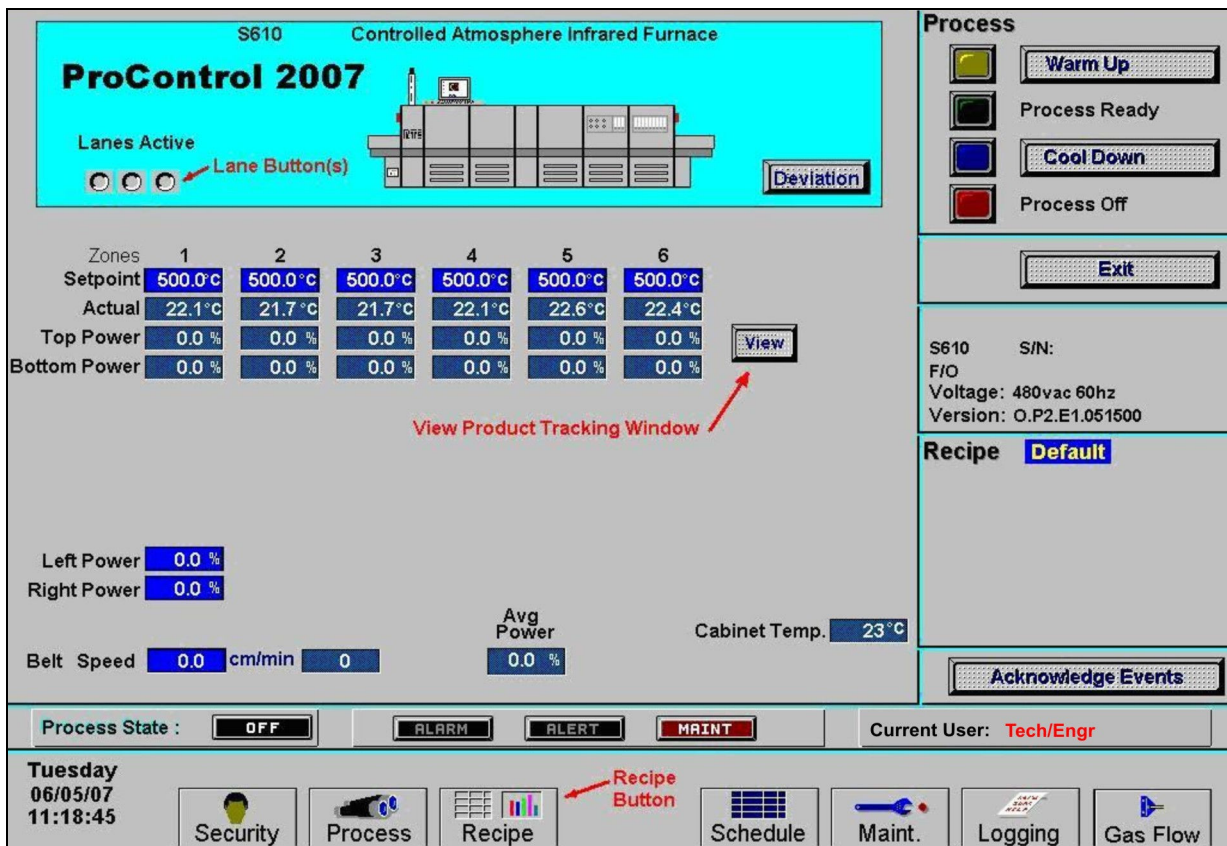 S610 Controlled Atmosphere Infrared Furnace
ProControl 2007
Lanes Active
Lane Button(s)
Deviation
Zones 1 2 3 4 5 6
Setpoint 500.0°C 500.0°C 500.0°C 500.0°C 500.0°C 500.0°C
Actual 22.1°C 21.7°C 21.7°C 22.1°C 22.6°C 22.4°C
Top Power 0.0 % 0.0 % 0.0 % 0.0 % 0.0 % 0.0 %
Bottom Power 0.0 % 0.0 % 0.0 % 0.0 % 0.0 % 0.0 %
View
View Product Tracking Window
Left Power 0.0 %
Right Power 0.0 %
Avg
Power
Cabinet Temp. 23°C
Belt Speed 0.0 cm/min 0
0.0 %
Process
Warm Up
Process Ready
Cool Down
Process Off
Exit
S610 S/N:
F/O
Voltage: 480vac 60hz
Version: O.P2.E1.051500
Recipe Default
Acknowledge Events
Process State : OFF
ALARM ALERT MAINT
Current User: Tech/Engr
Tuesday
06/05/07
11:18:45
Recipe
Button
Security Process Recipe Schedule Maint. Logging Gas Flow